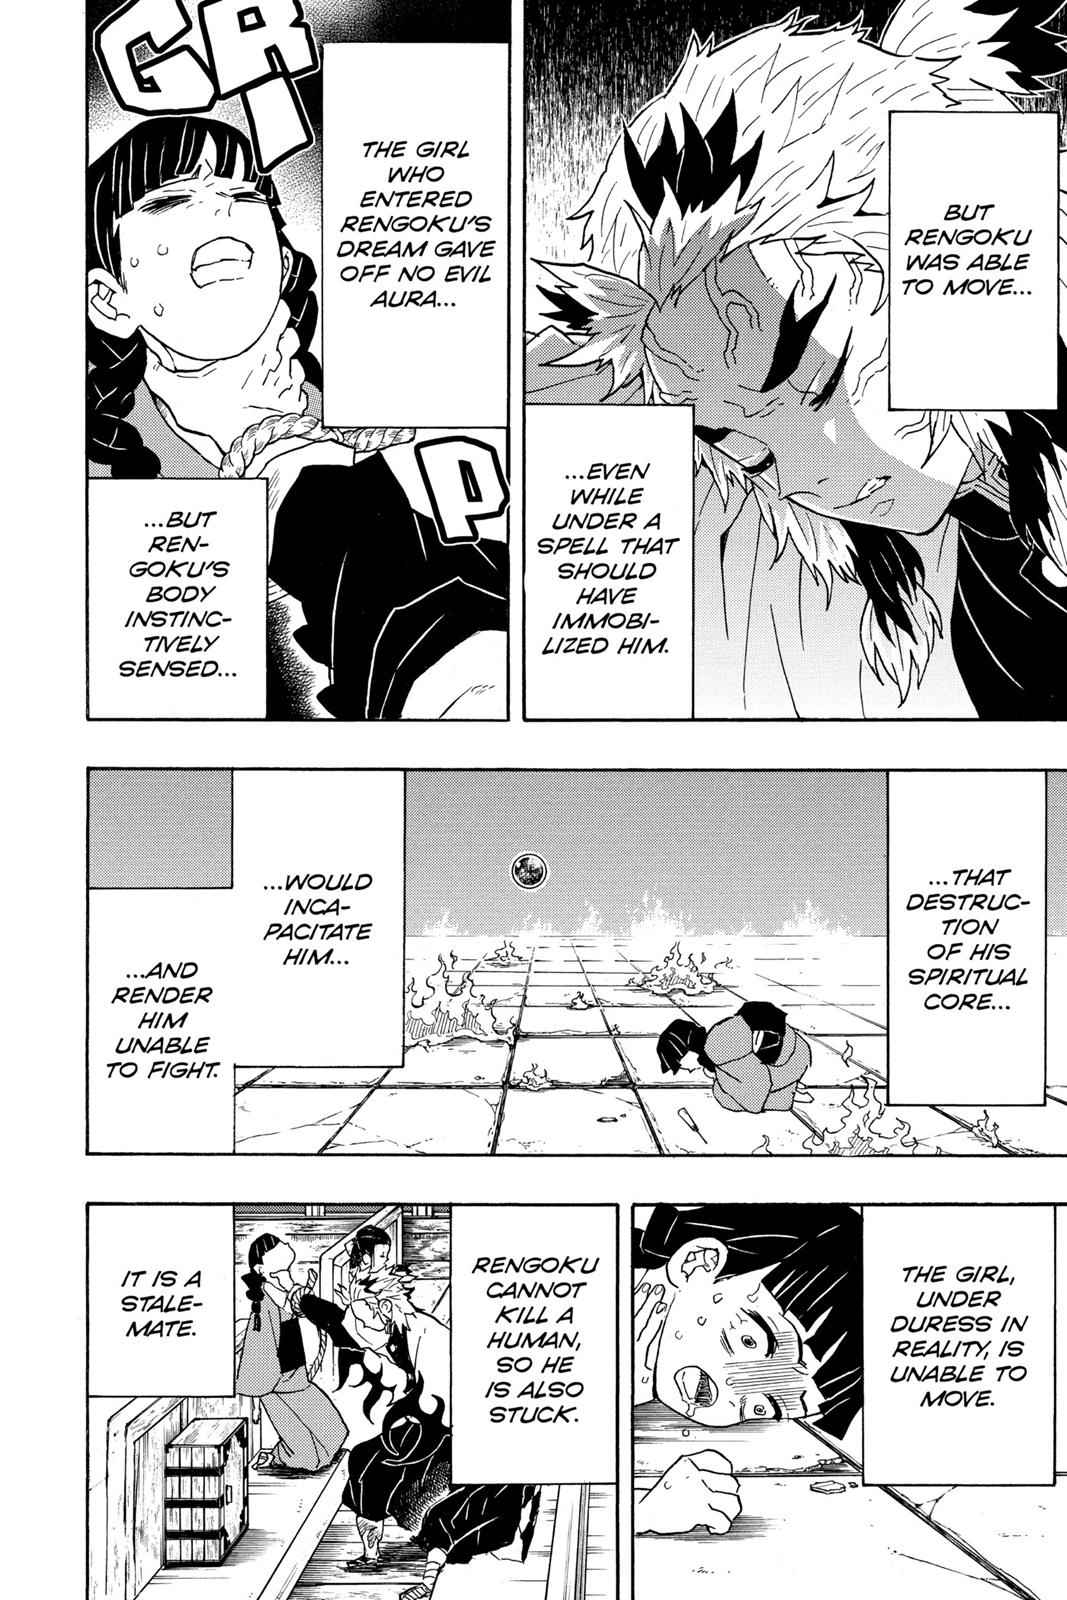 BUT
RENGOKU
WAS ABLE
TO MOVE...
...EVEN
WHILE
UNDER A
SPELL THAT
SHOULD
HAVE
IMMOBI-
LIZED HIM.
GRIP
THE GIRL
WHO
ENTERED
RENGOKU'S
DREAM GAVE
OFF NO EVIL
AURA...
...BUT
REN-
GOKU'S
BODY
INSTINC-
TIVELY
SENSED...
...THAT
DESTRUC-
TION
OF HIS
SPIRITUAL
CORE...
...WOULD
INCA-
PACITATE
HIM...
...AND
RENDER
HIM
UNABLE
TO FIGHT.
THE GIRL,
UNDER
DURESS IN
REALITY, IS
UNABLE TO
MOVE.
RENGOKU
CANNOT
KILL A
HUMAN,
SO HE
IS ALSO
STUCK.
IT IS A
STALE-
MATE.